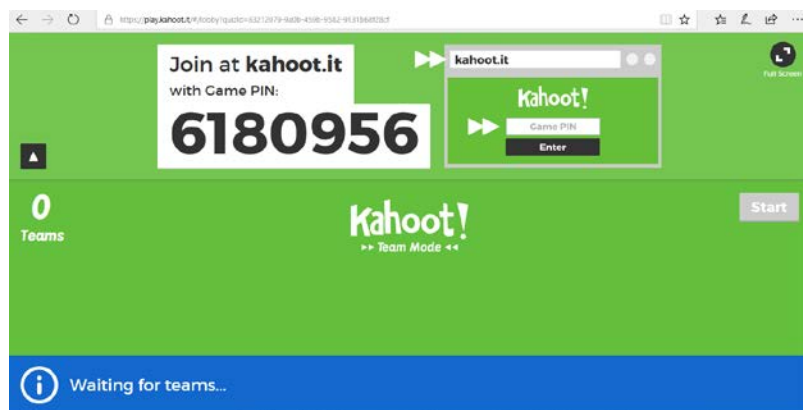 https://play.kahoot.it/#/lobby?quizId=
Join at kahoot.it
with Game PIN:
6180956
kahoot.it
Kahoot!
Game PIN
Enter
Full Screen
0
Teams
Kahoot!
Team Mode
Start
Waiting for teams...